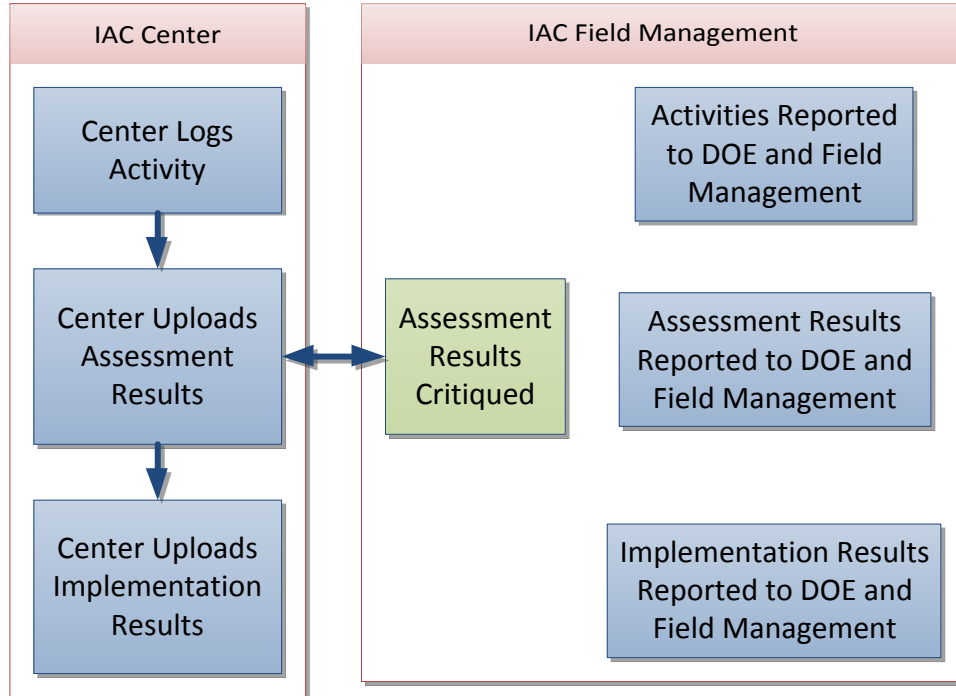 IAC Center
Center Logs
Activity
Center Uploads
Assessment
Results
Center Uploads
Implementation
Results
IAC Field Management
Assessment
Results
Critiqued
Activities Reported
to DOE and Field
Management
Assessment Results
Reported to DOE and
Field Management
Implementation Results
Reported to DOE and
Field Management